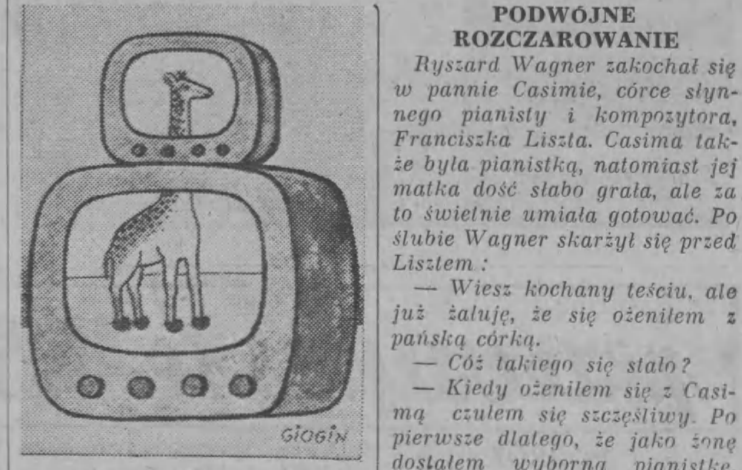 GiOGiN
PODWÓJNE
ROZCZAROWANIE
Ryszard Wagner zakochał się
w pannie Casimie, córce słyn-
nego pianisty i kompozytora,
Franciszka Liszta. Casima tak-
że była pianistką, natomiast jej
matka dość słabo grała, ale za
to świetnie umiała gotować. Po
ślubie Wagner skarżył się przed
Lisztem :
— Wiesz kochany teściu, ale
już żałuję, że się ożeniłem z
pańską córką.
— Cóż takiego się stało ?
— Kiedy ożeniłem się z Casi-
mą czułem się szczęśliwy. Po
pierwsze dlatego, że jako żonę
dostałem wyborną pianistkę,